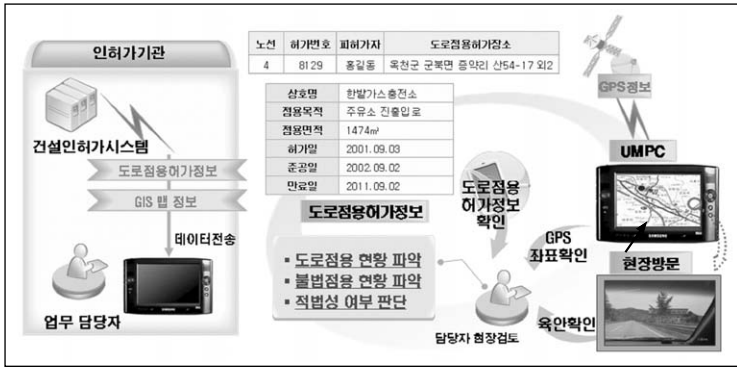 인허가기관
건설인허가시스템
도로점용허가정보
GIS 맵 정보
데이터전송
업무 담당자
노선 허가번호 피허가자 도로점용허가장소
4 8129 홍길동 옥천군 군북면 증약리 산54-17 외2
상호명 한밭가스충전소
점용목적 주유소 진출입로
점용면적 1474㎡
허가일 2001.09.03
준공일 2002.09.02
만료일 2011.09.02
도로점용허가정보
▪ 도로점용 현황 파악
▪ 불법점용 현황 파악
▪ 적법성 여부 판단
도로점용
허가정보
확인
담당자 현장검토
GPS정보
UMPC
SAMSUNG
GPS
좌표확인
현장방문
육안확인